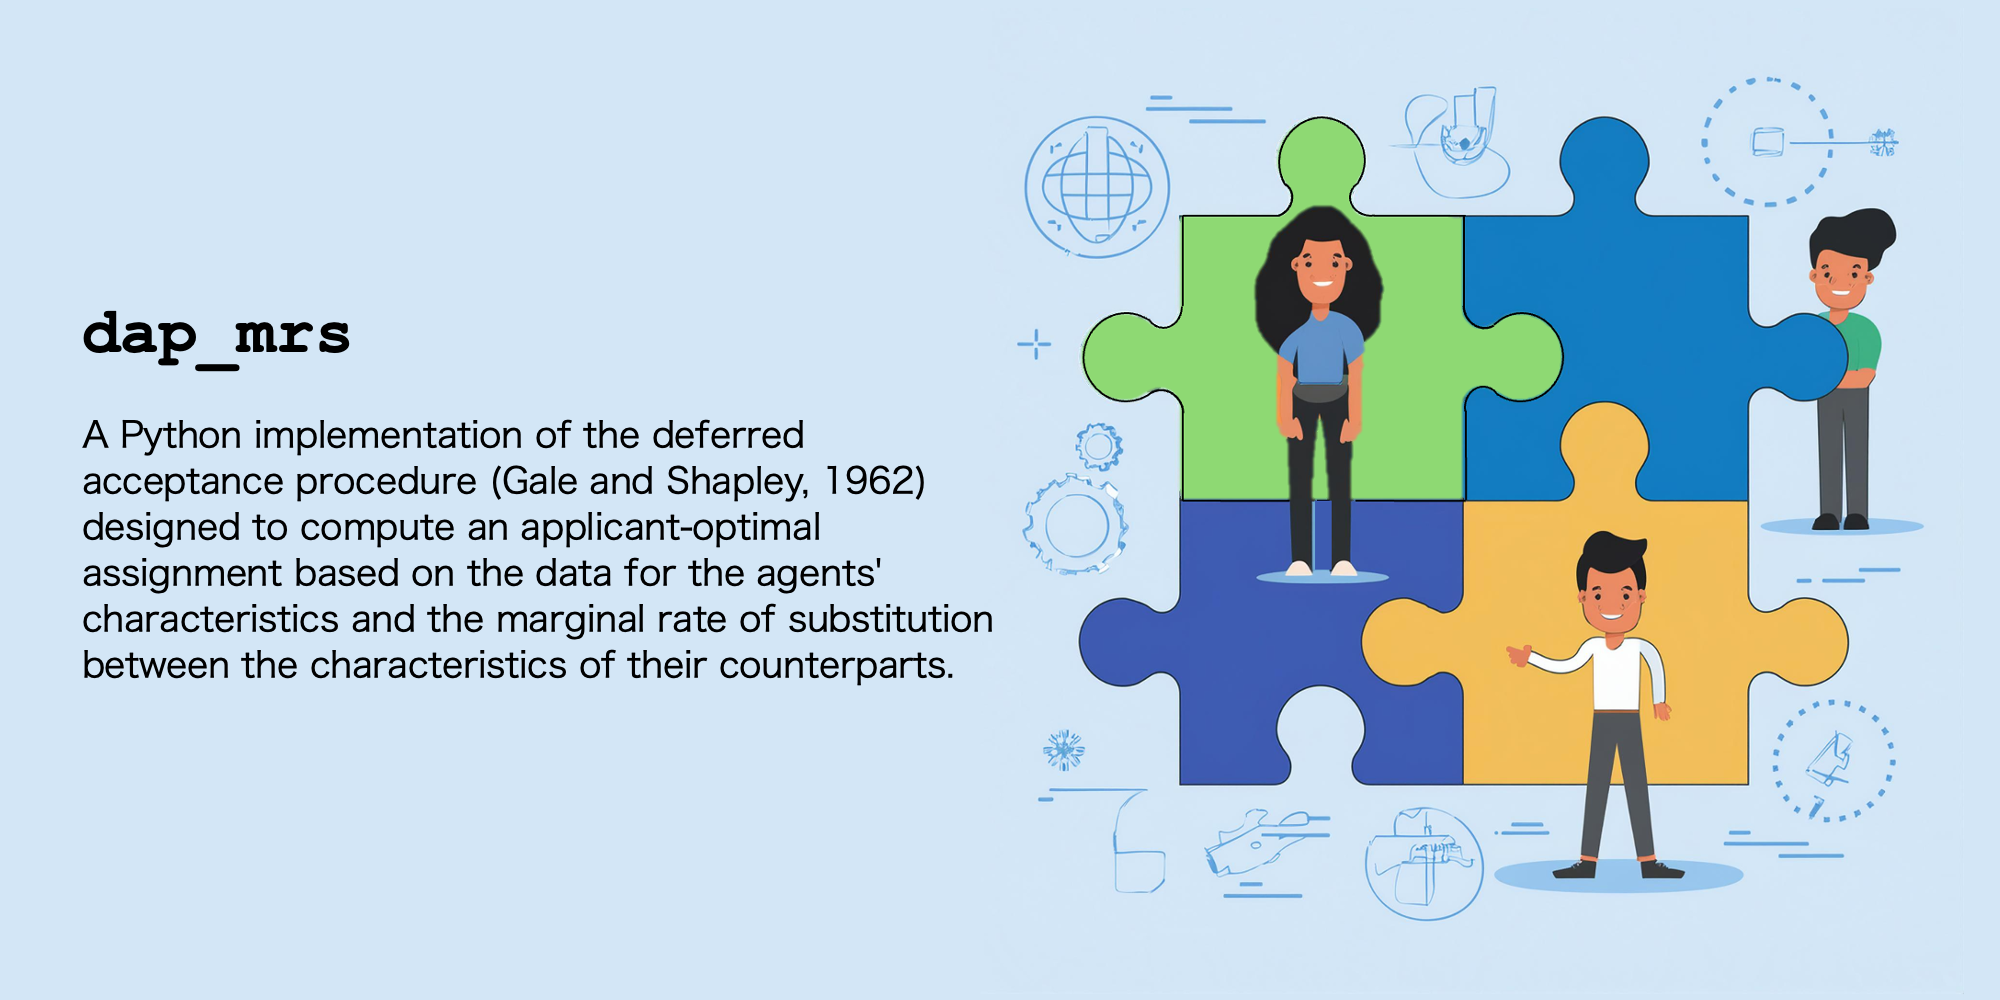 dap_mrs
A Python implementation of the deferred
acceptance procedure (Gale and Shapley, 1962)
designed to compute an applicant-optimal
assignment based on the data for the agents'
characteristics and the marginal rate of substitution
between the characteristics of their counterparts.